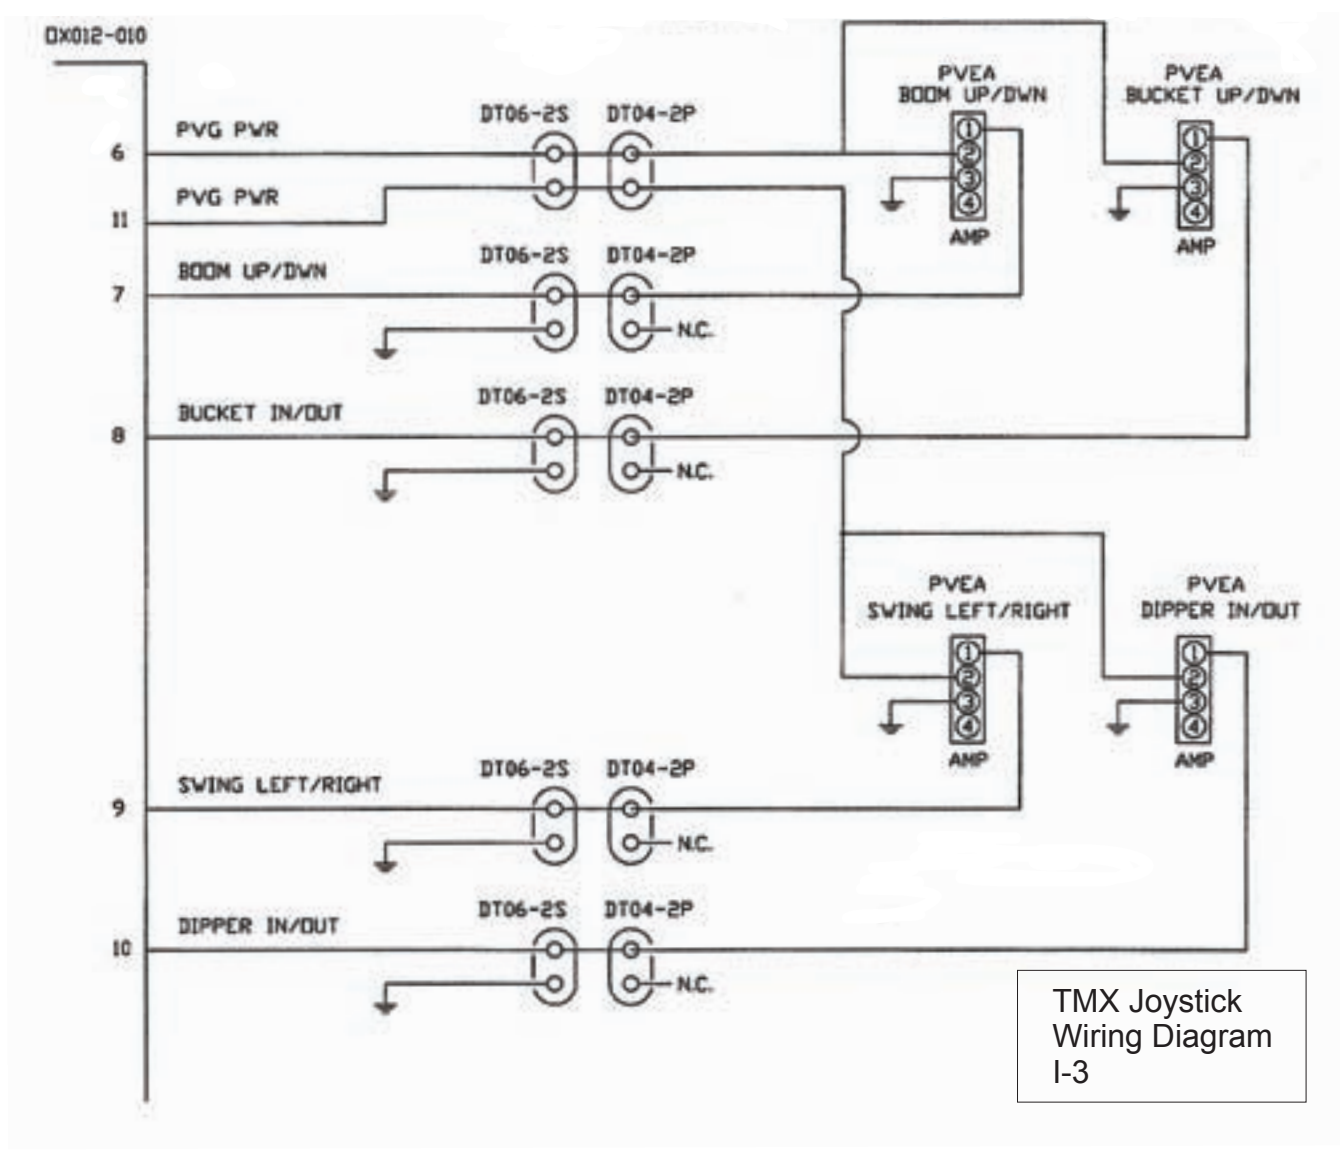 DX012-010
PVEA
BOOM UP/DWN
PVEA
BUCKET UP/DWN
DT06-2S
DT04-2P
PVG PWR
6
1
2
3
4
AMP
1
2
3
4
AMP
PVG PWR
11
DT06-2S
DT04-2P
BOOM UP/DWN
7
N.C.
DT06-2S
DT04-2P
BUCKET IN/OUT
8
N.C.
PVEA
SWING LEFT/RIGHT
PVEA
DIPPER IN/OUT
1
2
3
4
AMP
1
2
3
4
AMP
DT06-2S
DT04-2P
SWING LEFT/RIGHT
9
N.C.
DT06-2S
DT04-2P
DIPPER IN/OUT
10
N.C.
TMX Joystick
Wiring Diagram
I-3